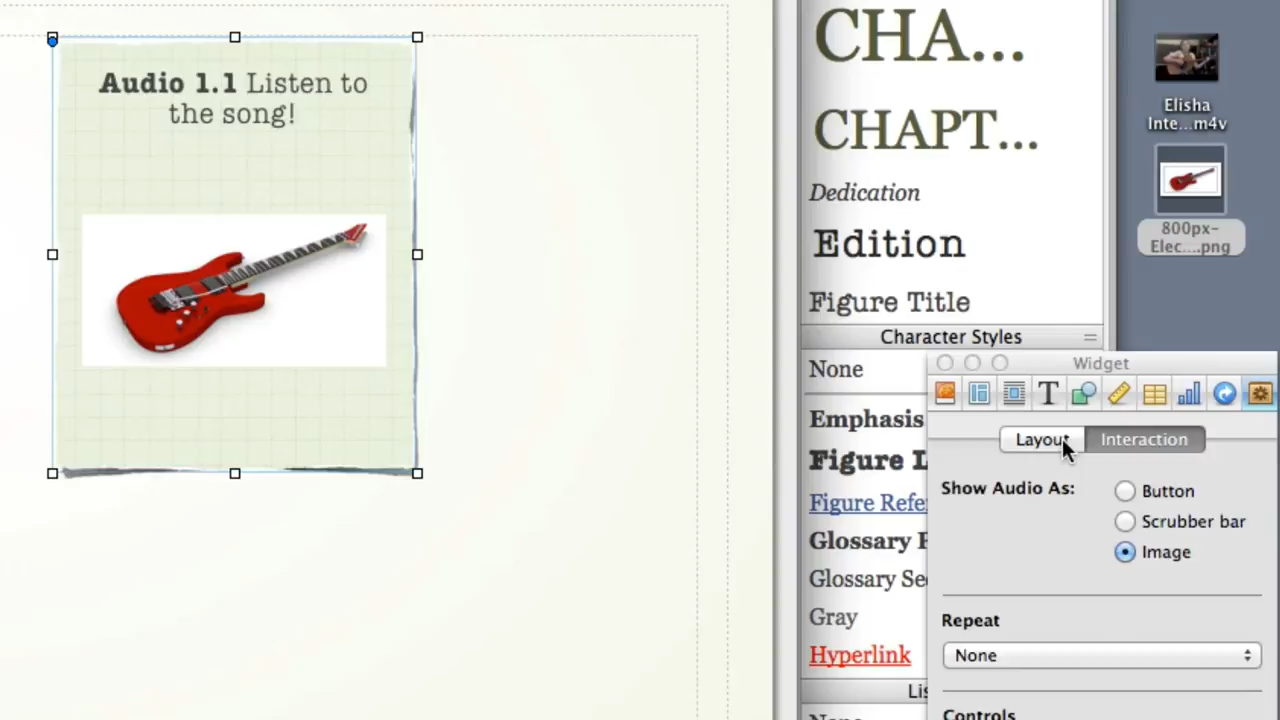 Audio 1.1 Listen to
the song!
CHA...
CHAPT...
Dedication
Edition
Figure Title
Character Styles
None
Emphasis
Figure L
Figure Refe
Glossary
Glossary Se
Gray
Hyperlink
Lis
Elisha
Inte...m4v
800px-
Elec....png
Widget
T
Layout
Interaction
Show Audio As:
Button
Scrubber bar
Image
Repeat
None
Controls